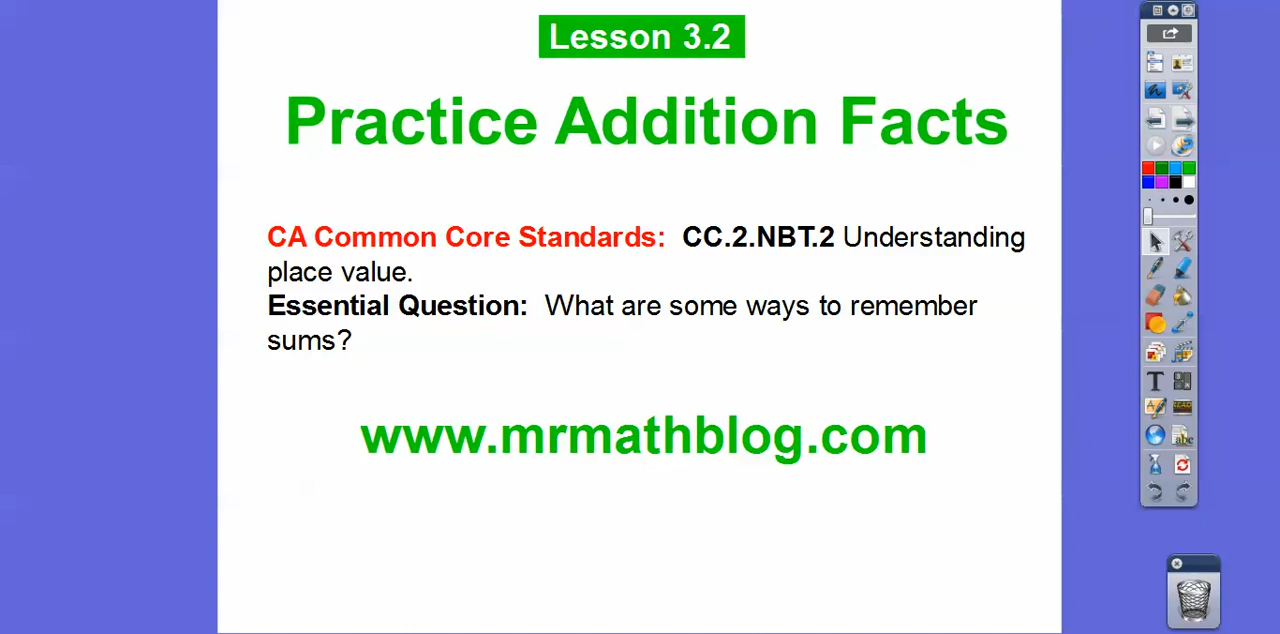 Lesson 3.2
Practice Addition Facts
CA Common Core Standards: CC.2.NBT.2 Understanding
place value.
Essential Question: What are some ways to remember
sums?
www.mrmathblog.com